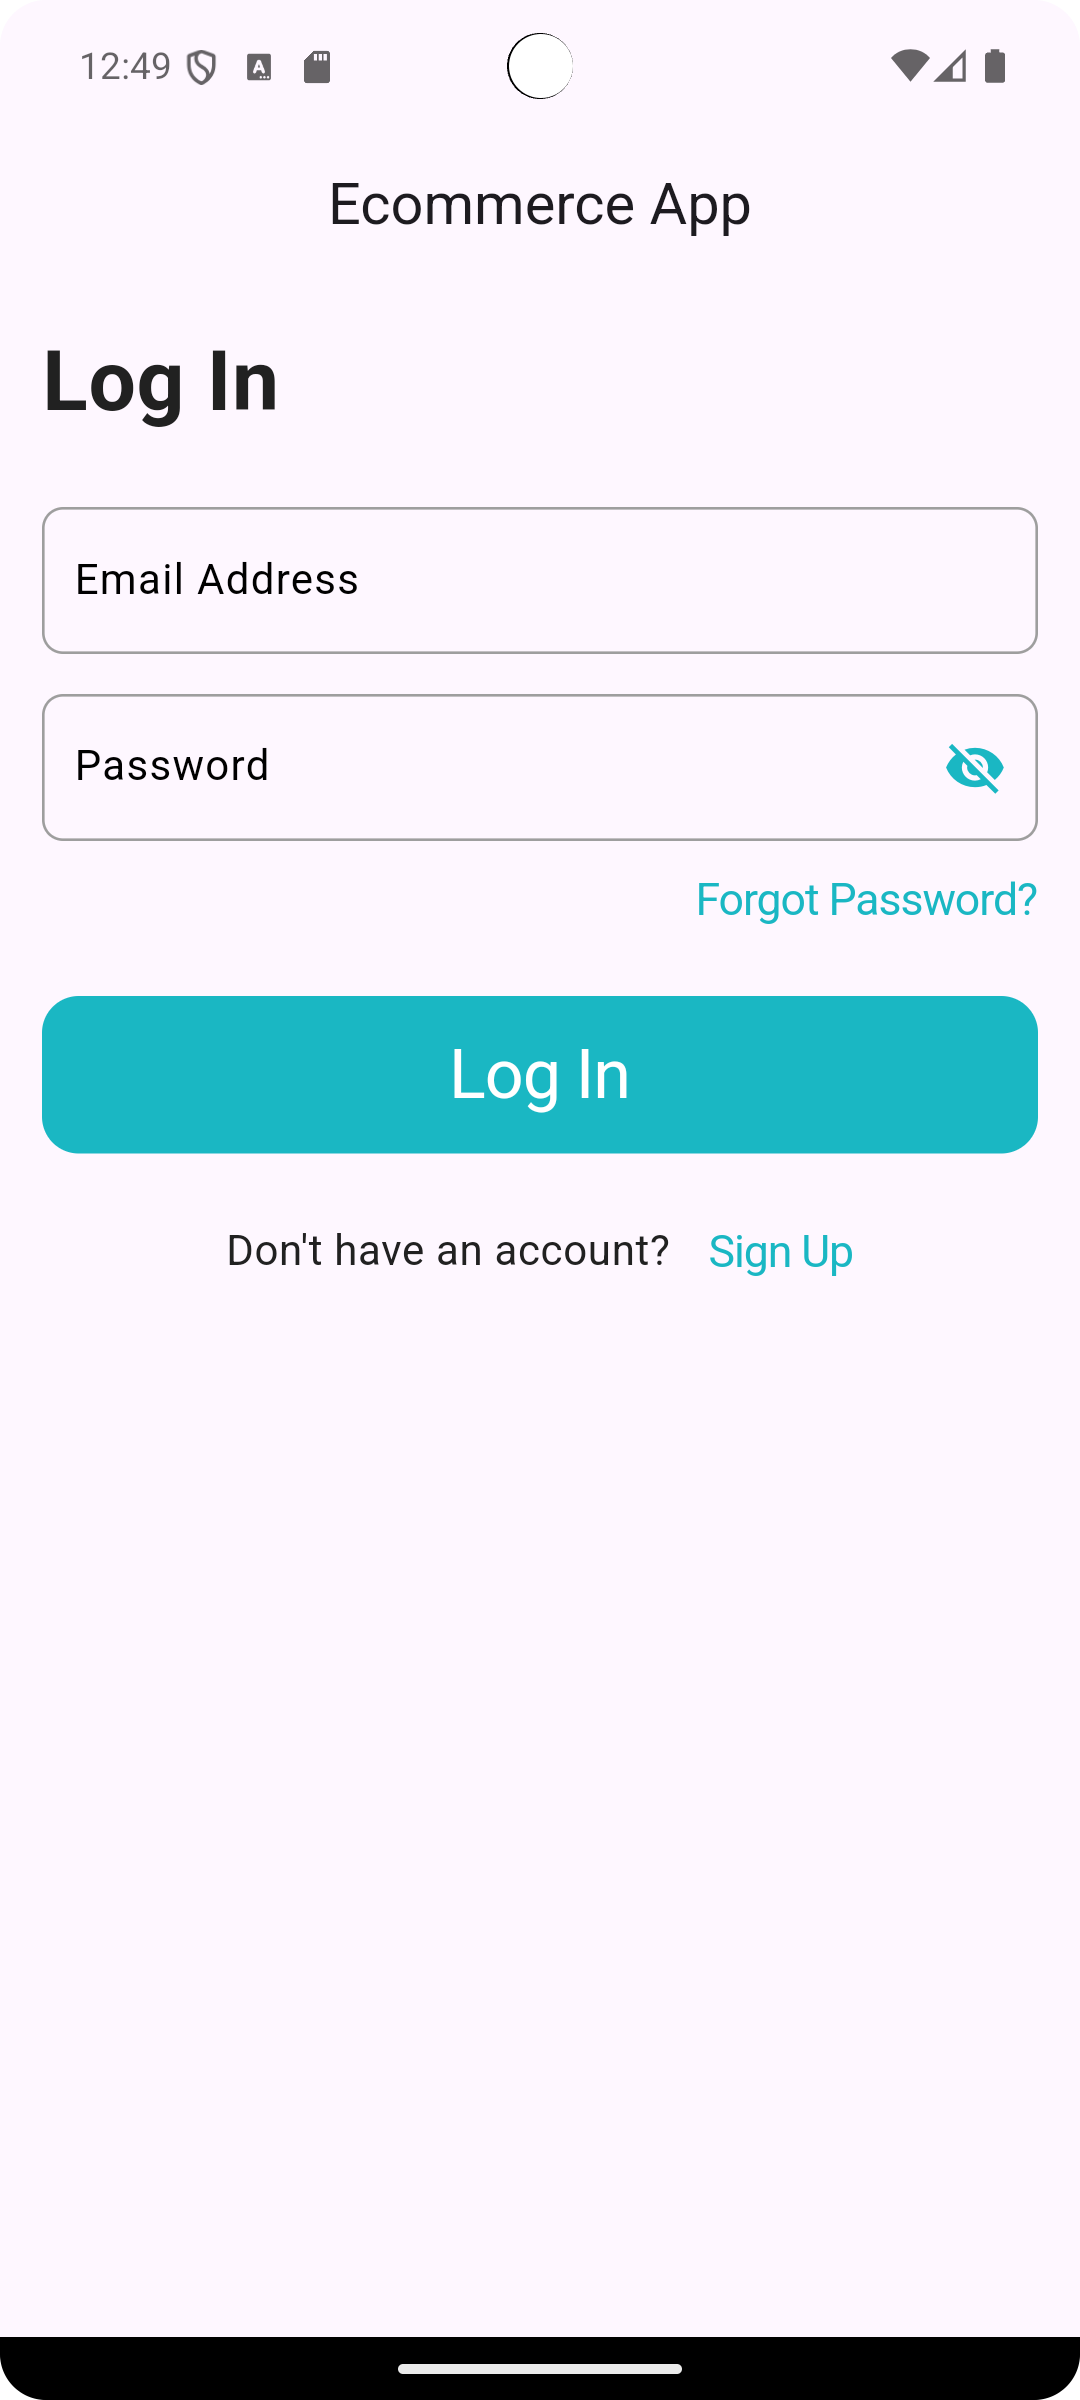 12:49
Ecommerce App
Log In
Email Address
Password
Forgot Password?
Log In
Don't have an account? Sign Up